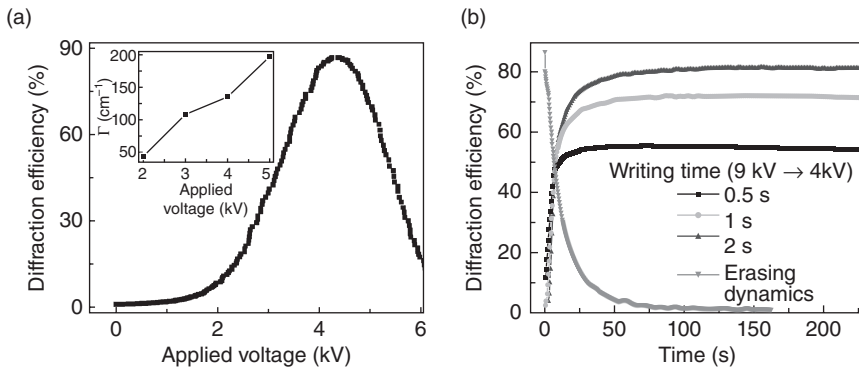 (a)
90
60
30
0
Diffraction efficiency (%)
200
150
100
50
Γ (cm⁻¹)
2 3 4 5
Applied
voltage (kV)
0 2 4 6
Applied voltage (kV)
(b)
80
60
40
20
0
Diffraction efficiency (%)
Writing time (9 kV → 4kV)
0.5 s
1 s
2 s
Erasing
dynamics
0 50 100 150 200
Time (s)